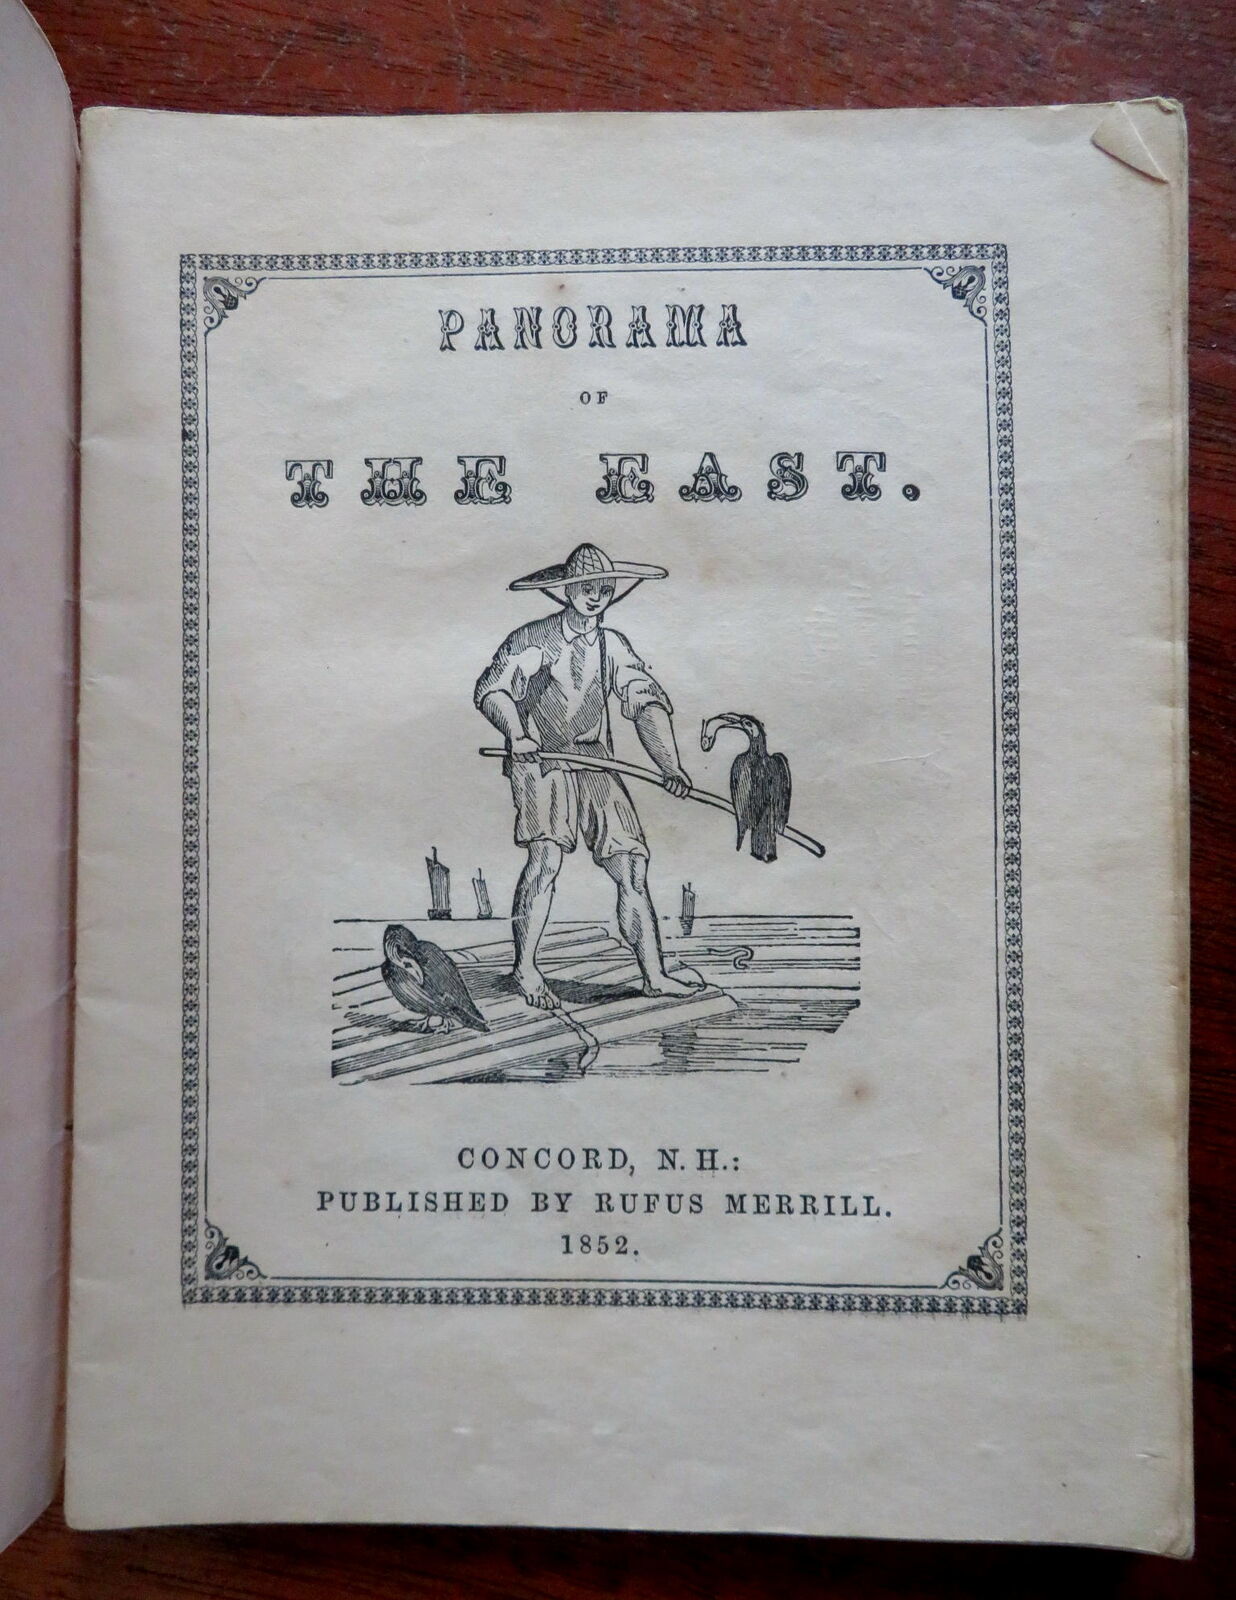 PANORAMA
OF
THE EAST.
CONCORD, N. H.:
PUBLISHED BY RUFUS MERRILL.
1852.